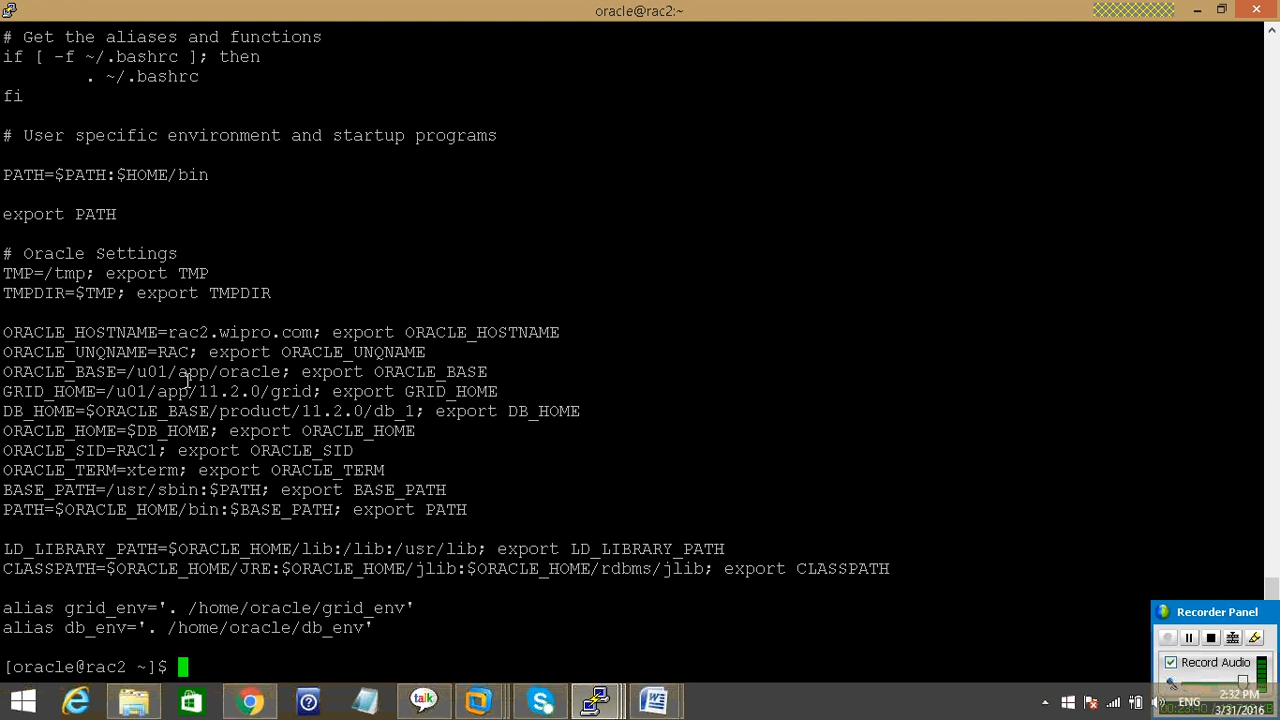 oracle@rac2:~
# Get the aliases and functions
if [ -f ~/.bashrc ]; then
        . ~/.bashrc
fi
# User specific environment and startup programs
PATH=$PATH:$HOME/bin
export PATH
# Oracle Settings
TMP=/tmp; export TMP
TMPDIR=$TMP; export TMPDIR
ORACLE_HOSTNAME=rac2.wipro.com; export ORACLE_HOSTNAME
ORACLE_UNQNAME=RAC; export ORACLE_UNQNAME
ORACLE_BASE=/u01/app/oracle; export ORACLE_BASE
GRID_HOME=/u01/app/11.2.0/grid; export GRID_HOME
DB_HOME=$ORACLE_BASE/product/11.2.0/db_1; export DB_HOME
ORACLE_HOME=$DB_HOME; export ORACLE_HOME
ORACLE_SID=RAC1; export ORACLE_SID
ORACLE_TERM=xterm; export ORACLE_TERM
BASE_PATH=/usr/sbin:$PATH; export BASE_PATH
PATH=$ORACLE_HOME/bin:$BASE_PATH; export PATH
LD_LIBRARY_PATH=$ORACLE_HOME/lib:/lib:/usr/lib; export LD_LIBRARY_PATH
CLASSPATH=$ORACLE_HOME/JRE:$ORACLE_HOME/jlib:$ORACLE_HOME/rdbms/jlib; export CLASSPATH
alias grid_env='. /home/oracle/grid_env'
alias db_env='. /home/oracle/db_env'
[oracle@rac2 ~]$
Recorder Panel
Record Audio
talk
ENG
2:32 PM
00:23:40
3/31/2016